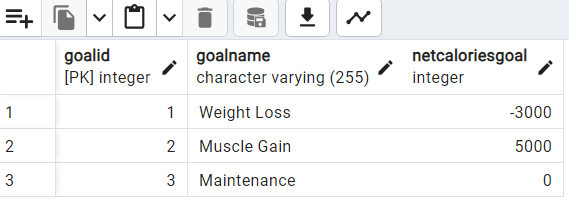 goalid goalname netcaloriesgoal
[PK] integer character varying (255) integer
1 1 Weight Loss -3000
2 2 Muscle Gain 5000
3 3 Maintenance 0